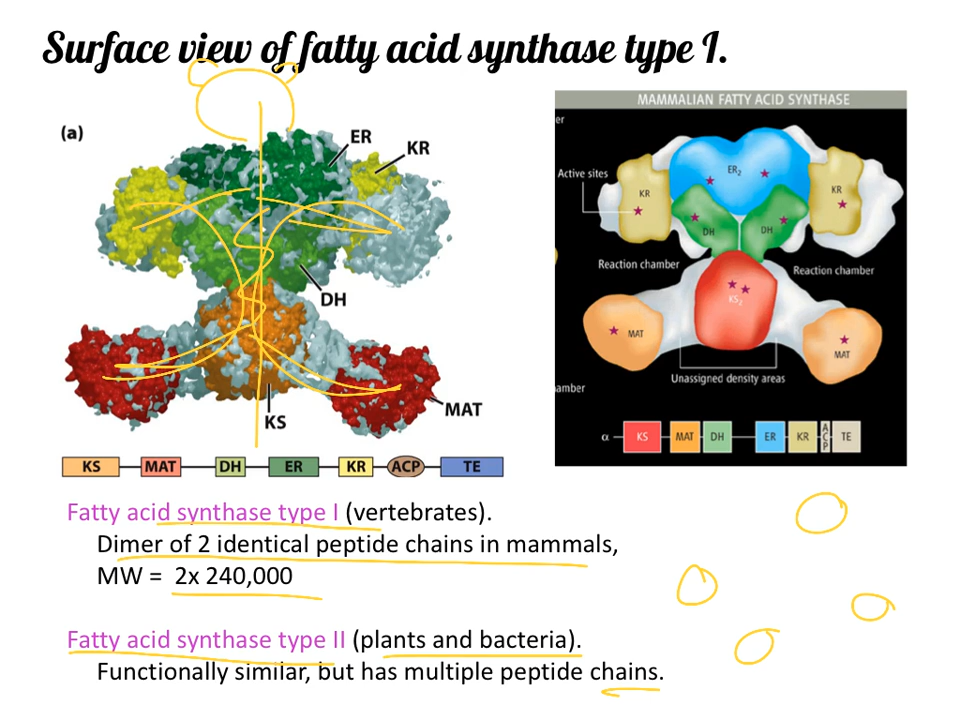 Surface view of fatty acid synthase type I.
(a)
ER
KR
DH
KS
MAT
KS MAT DH ER KR ACP TE
MAMMALIAN FATTY ACID SYNTHASE
er
Active sites
KR
ER2
KR
DH
DH
Reaction chamber
Reaction chamber
KS2
MAT
MAT
Unassigned density areas
amber
α KS MAT DH ER KR ACP TE
Fatty acid synthase type I (vertebrates).
Dimer of 2 identical peptide chains in mammals,
MW = 2x 240,000
Fatty acid synthase type II (plants and bacteria).
Functionally similar, but has multiple peptide chains.